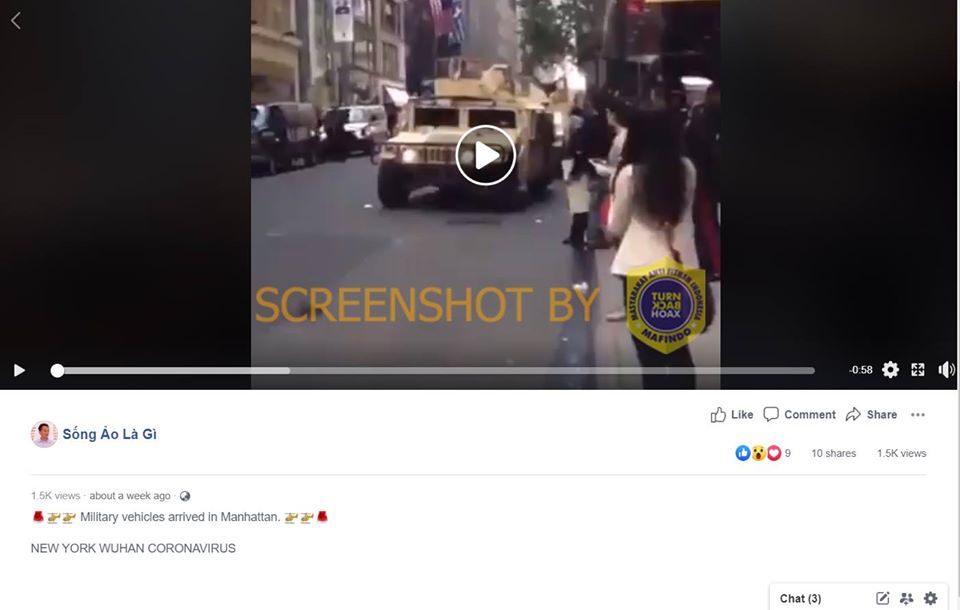 SCREENSHOT BY
MASYARAKAT ANTI FITNAH INDONESIA
TURN
BACK
HOAX
MAFINDO
-0:58
Like
Comment
Share
Sống Ảo Là Gì
9
10 shares
1.5K views
1.5K views · about a week ago ·
Military vehicles arrived in Manhattan.
NEW YORK WUHAN CORONAVIRUS
Chat (3)